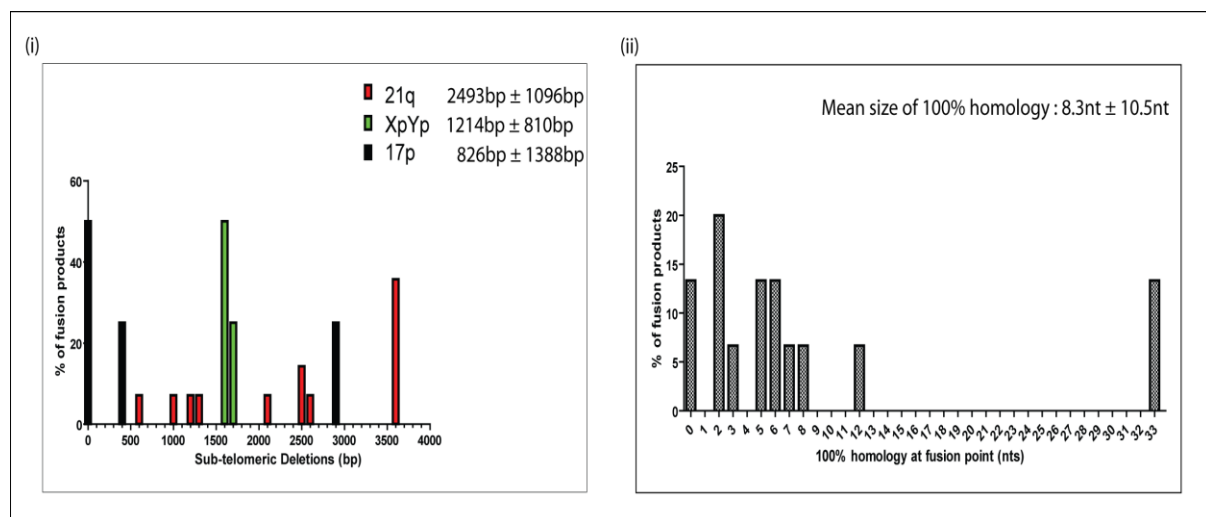 (i)
21q 2493bp ± 1096bp
XpYp 1214bp ± 810bp
17p 826bp ± 1388bp
% of fusion products
60
40
20
0
0 500 1000 1500 2000 2500 3000 3500 4000
Sub-telomeric Deletions (bp)
(ii)
Mean size of 100% homology : 8.3nt ± 10.5nt
% of fusion products
25
20
15
10
5
0
0 1 2 3 4 5 6 7 8 9 10 11 12 13 14 15 16 17 18 19 20 21 22 23 24 25 26 27 28 29 30 31 32 33
100% homology at fusion point (nts)